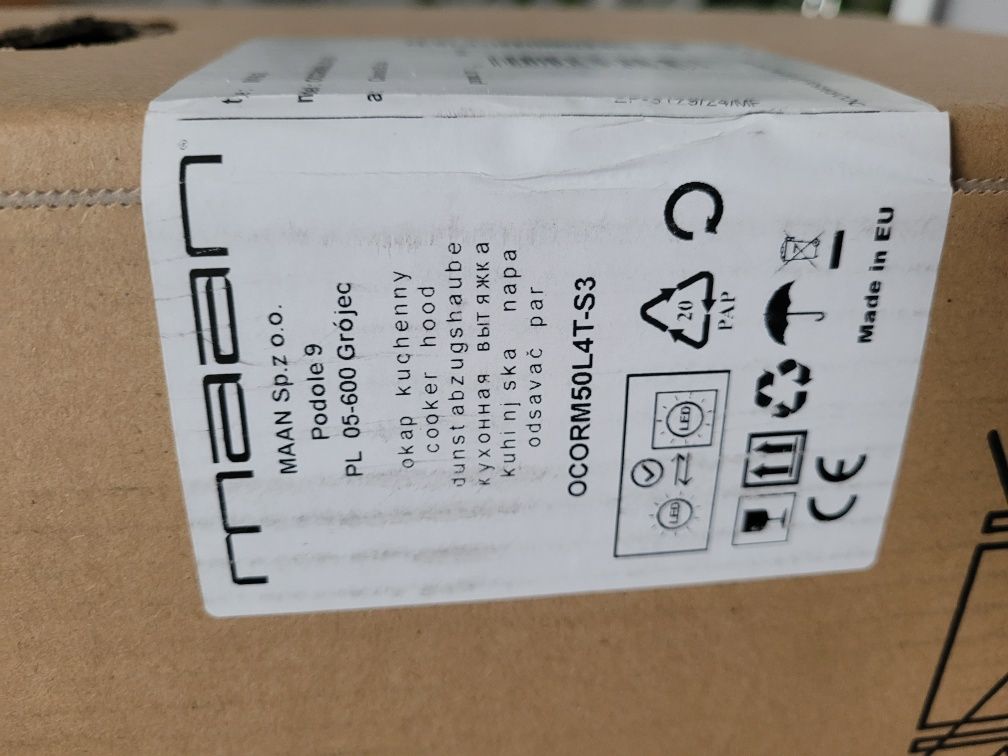 maan®
MAAN Sp.z o.o.
Podole 9
PL 05-600 Grójec
okap kuchenny
cooker hood
dunstabzugshaube
кухонная вытяжка
kuhinjska napa
odsavač par
OCORM50L4T-S3
LED LED
20
PAP
CE
Made in EU